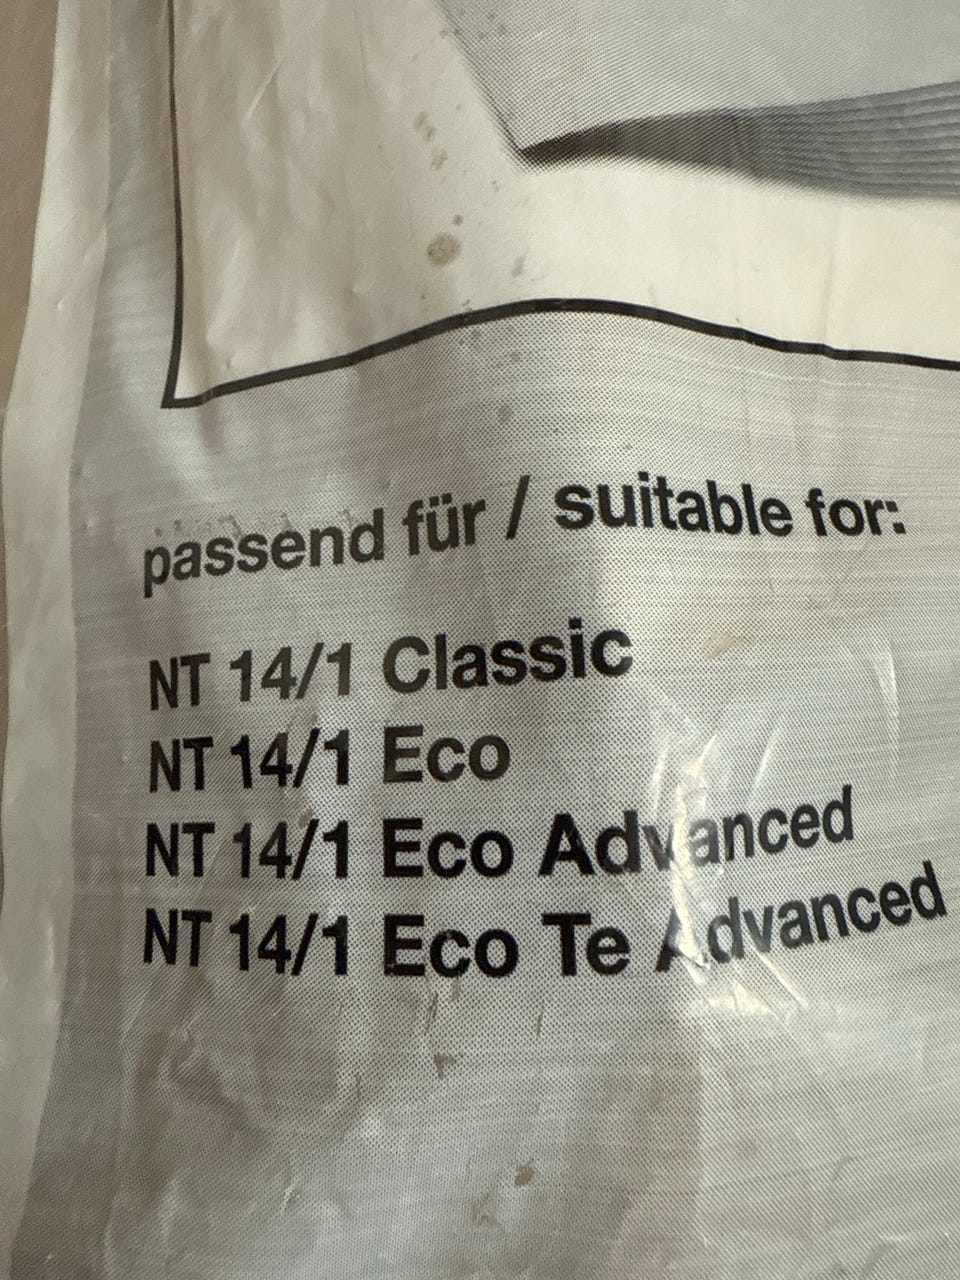 passend für / suitable for:
NT 14/1 Classic
NT 14/1 Eco
NT 14/1 Eco Advanced
NT 14/1 Eco Te Advanced